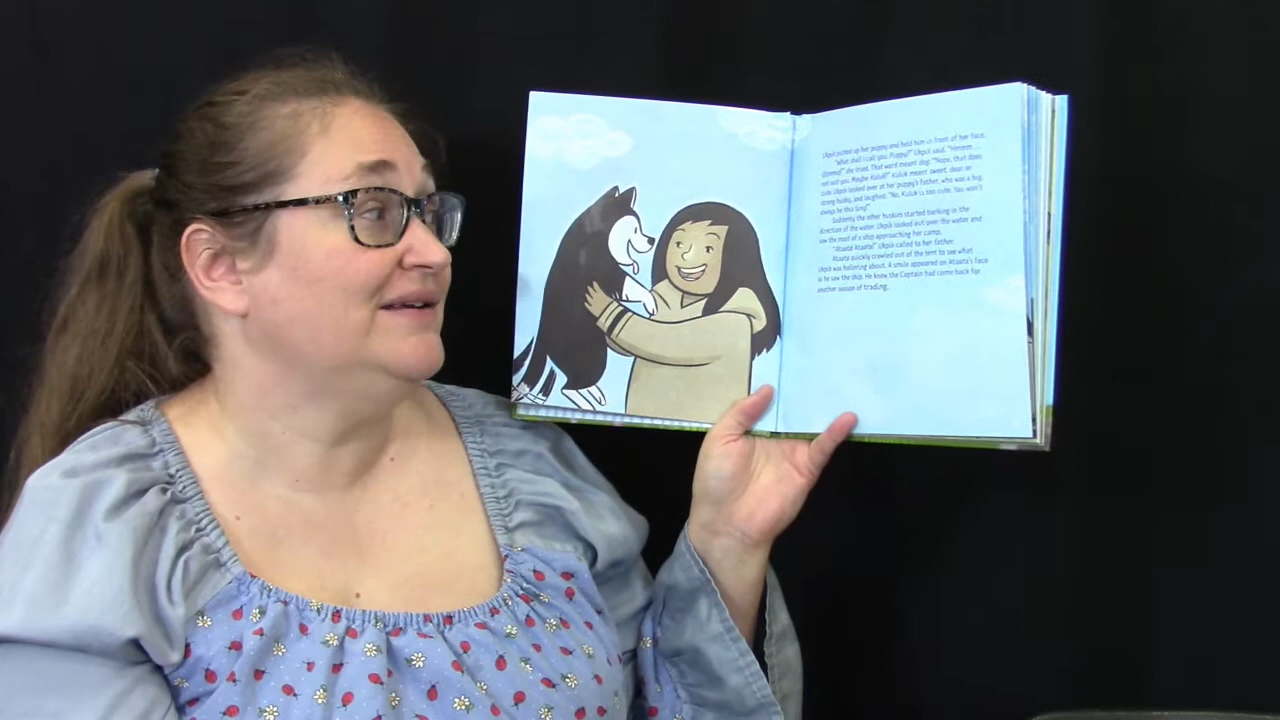 Ukpik picked up her puppy and held him in front of her face.
"What shall I call you, Puppy?" Ukpik said. "Hmmm . . .
Qimmiq?" she tried. That word meant dog. "Nope, that does
not suit you. Maybe Kuluk?" Kuluk meant sweet, dear, or
cute. Ukpik looked over at her puppy's father, who was a big,
strong husky, and laughed. "No, Kuluk is too cute. You won't
always be this tiny!"
Suddenly, the other huskies started barking in the
direction of the water. Ukpik looked out over the water and
saw the mast of a ship approaching her camp.
"Ataata! Ataata!" Ukpik called to her father.
Ataata quickly crawled out of the tent to see what
Ukpik was hollering about. A smile appeared on Ataata's face
as he saw the ship. He knew the Captain had come back for
another season of trading.